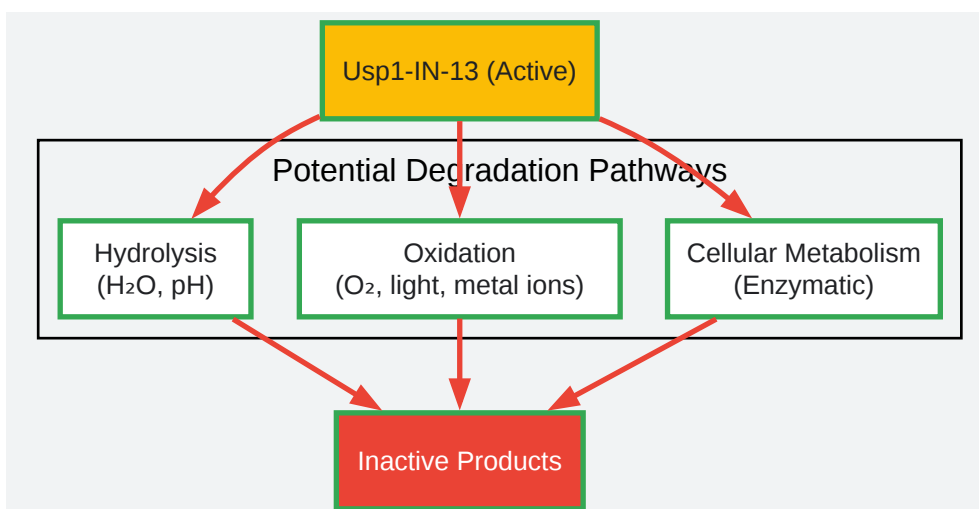 Usp1-IN-13 (Active)
Potential Degradation Pathways
Hydrolysis
(H₂O, pH)
Oxidation
(O₂, light, metal ions)
Cellular Metabolism
(Enzymatic)
Inactive Products